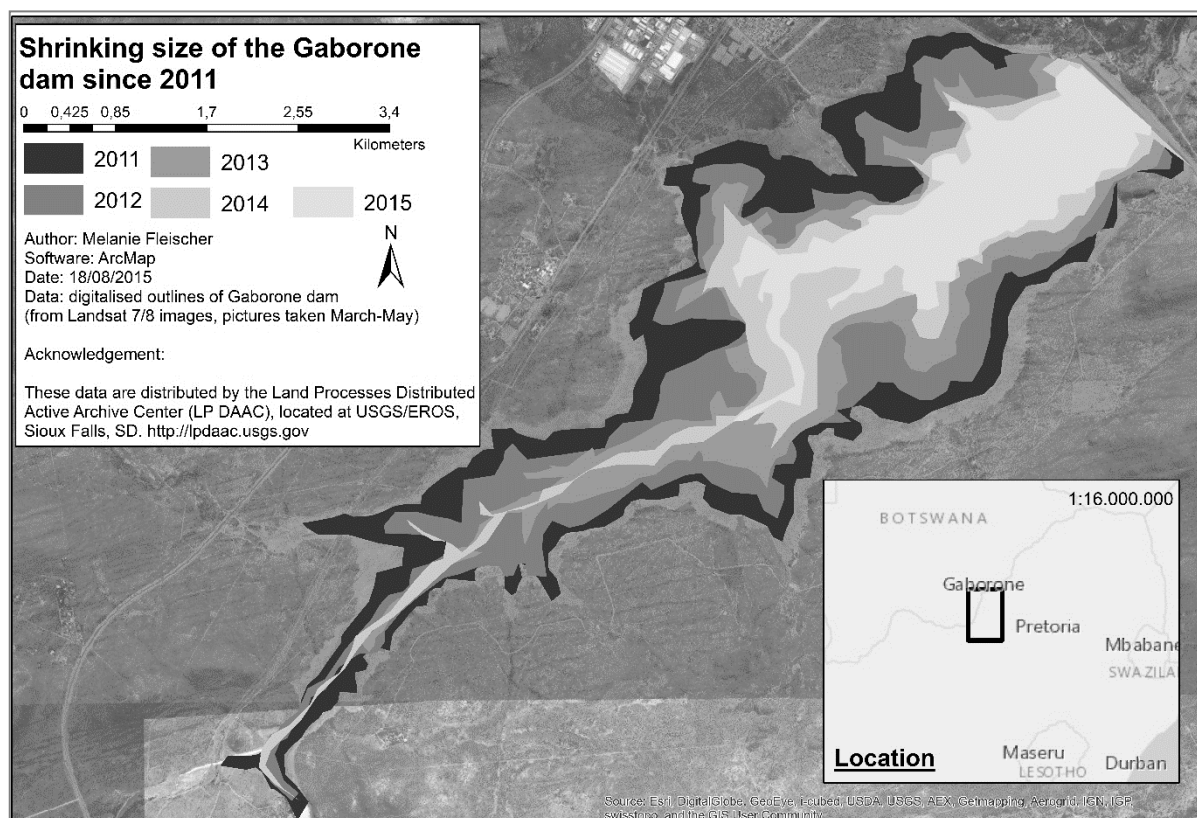 Shrinking size of the Gaborone
dam since 2011
0 0,425 0,85 1,7 2,55 3,4
Kilometers
2011 2013
2012 2014 2015
Author: Melanie Fleischer
Software: ArcMap
Date: 18/08/2015
Data: digitalised outlines of Gaborone dam
(from Landsat 7/8 images, pictures taken March-May)
N
Acknowledgement:
These data are distributed by the Land Processes Distributed
Active Archive Center (LP DAAC), located at USGS/EROS,
Sioux Falls, SD. http://lpdaac.usgs.gov
1:16.000.000
BOTSWANA
Gaborone
Pretoria
Mbabane
SWAZILA
Maseru
LESOTHO
Durban
Location
Source: Esri, DigitalGlobe, GeoEye, i-cubed, USDA, USGS, AEX, Getmapping, Aerogrid, IGN, IGP,
swisstopo, and the GIS User Community